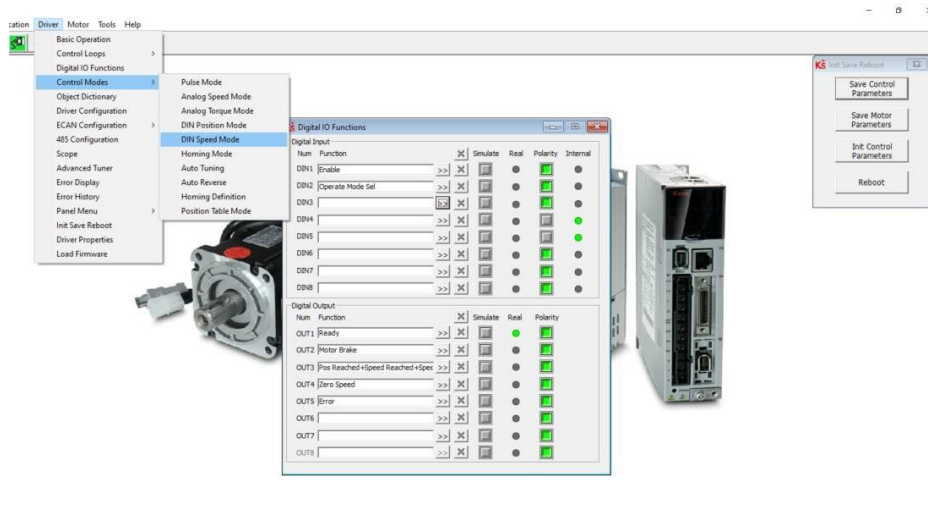 cation Driver Motor Tools Help
Basic Operation
Control Loops >
Digital IO Functions
Control Modes >
Object Dictionary
Driver Configuration
ECAN Configuration >
485 Configuration
Scope
Advanced Tuner
Error Display
Error History
Panel Menu >
Init Save Reboot
Driver Properties
Load Firmware
Pulse Mode
Analog Speed Mode
Analog Torque Mode
DIN Position Mode
DIN Speed Mode
Homing Mode
Auto Tuning
Auto Reverse
Homing Definition
Position Table Mode
Digital IO Functions
Digital Input
Num Function Simulate Real Polarity Internal
DIN1 Enable >>
DIN2 Operate Mode Sel >>
DIN3 >>
DIN4 >>
DIN5 >>
DIN6 >>
DIN7 >>
DIN8 >>
Digital Output
Num Function Simulate Real Polarity
OUT1 Ready >>
OUT2 Motor Brake >>
OUT3 Pos Reached+Speed Reached+Spee >>
OUT4 Zero Speed >>
OUT5 Error >>
OUT6 >>
OUT7 >>
OUT8 >>
Init Save Reboot
Save Control
Parameters
Save Motor
Parameters
Init Control
Parameters
Reboot